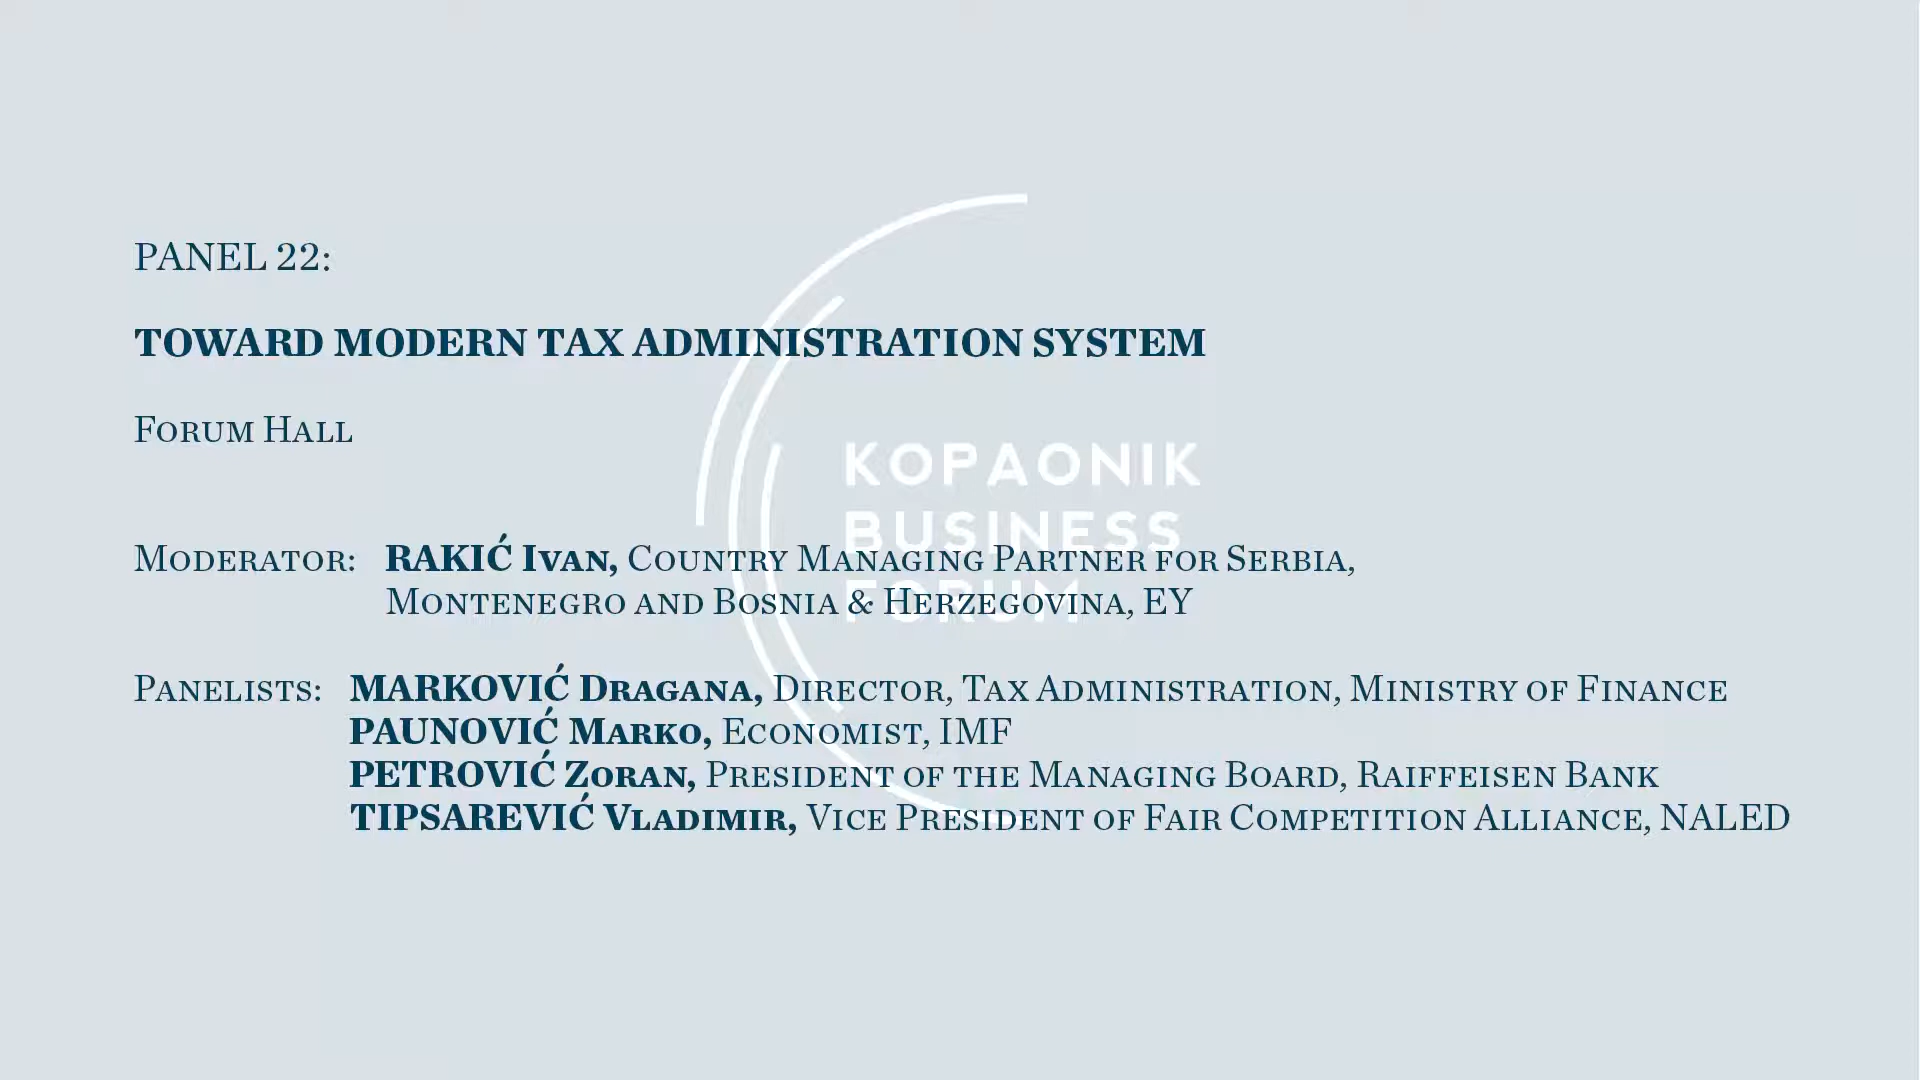 PANEL 22:
TOWARD MODERN TAX ADMINISTRATION SYSTEM
Forum Hall
KOPAONIK
BUSINESS
FORUM
Moderator: RAKIĆ Ivan, Country Managing Partner for Serbia,
Montenegro and Bosnia & Herzegovina, EY
Panelists: MARKOVIĆ Dragana, Director, Tax Administration, Ministry of Finance
PAUNOVIĆ Marko, Economist, IMF
PETROVIĆ Zoran, President of the Managing Board, Raiffeisen Bank
TIPSAREVIĆ Vladimir, Vice President of Fair Competition Alliance, NALED